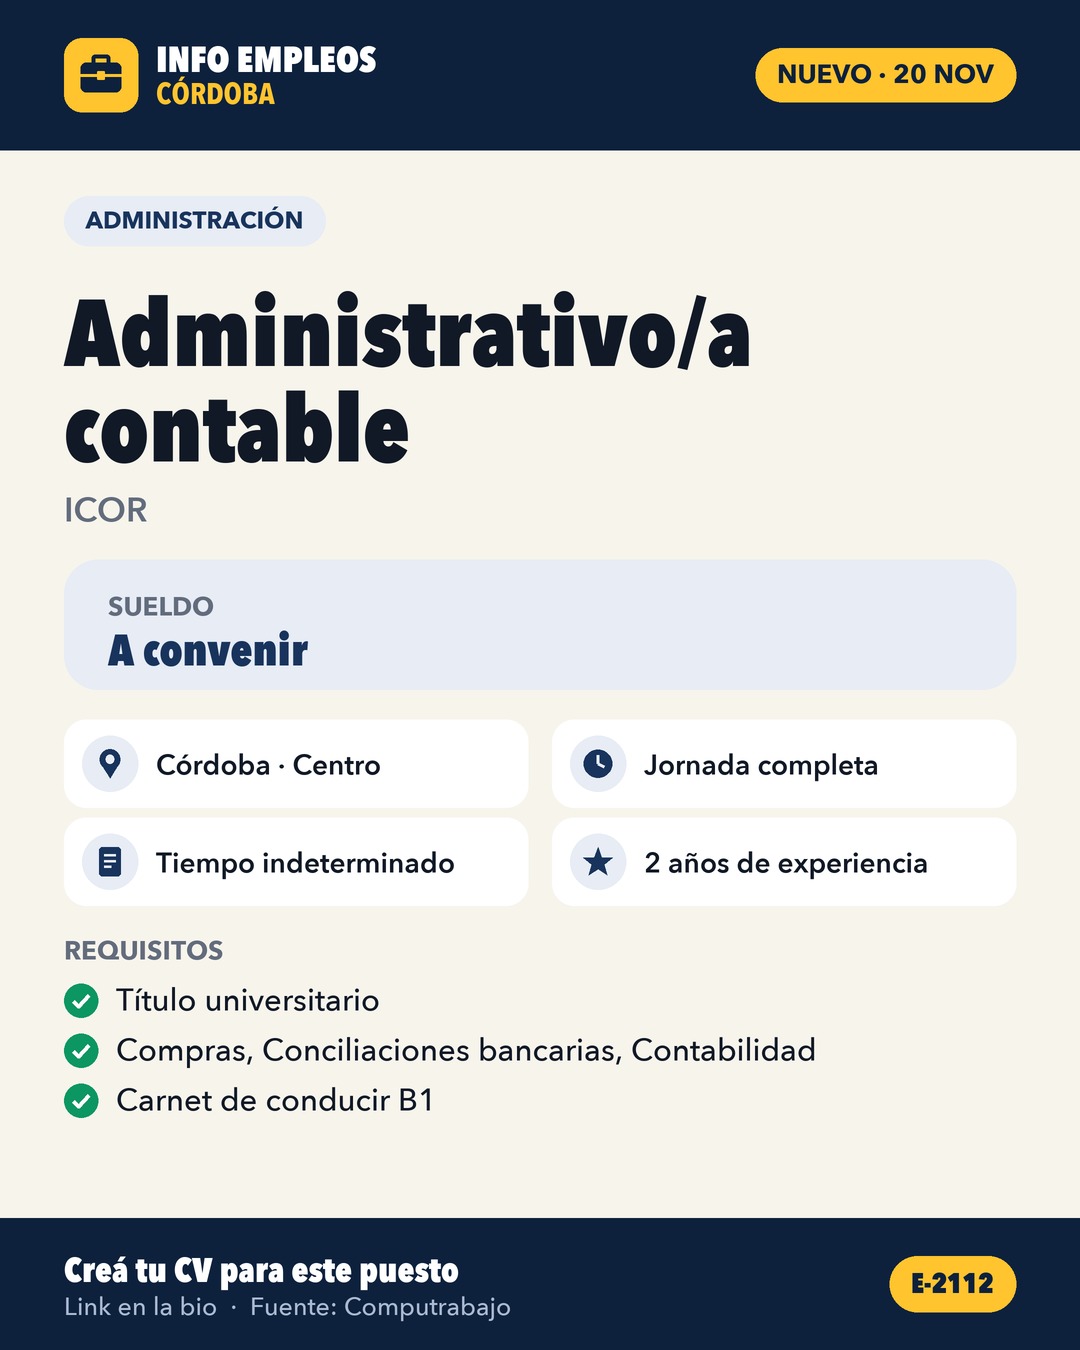 INFO EMPLEOS
CÓRDOBA
NUEVO · 20 NOV
ADMINISTRACIÓN
Administrativo/a
contable
ICOR
SUELDO
A convenir
Córdoba · Centro
Jornada completa
Tiempo indeterminado
2 años de experiencia
REQUISITOS
Título universitario
Compras, Conciliaciones bancarias, Contabilidad
Carnet de conducir B1
Creá tu CV para este puesto
Link en la bio · Fuente: Computrabajo
E-2112